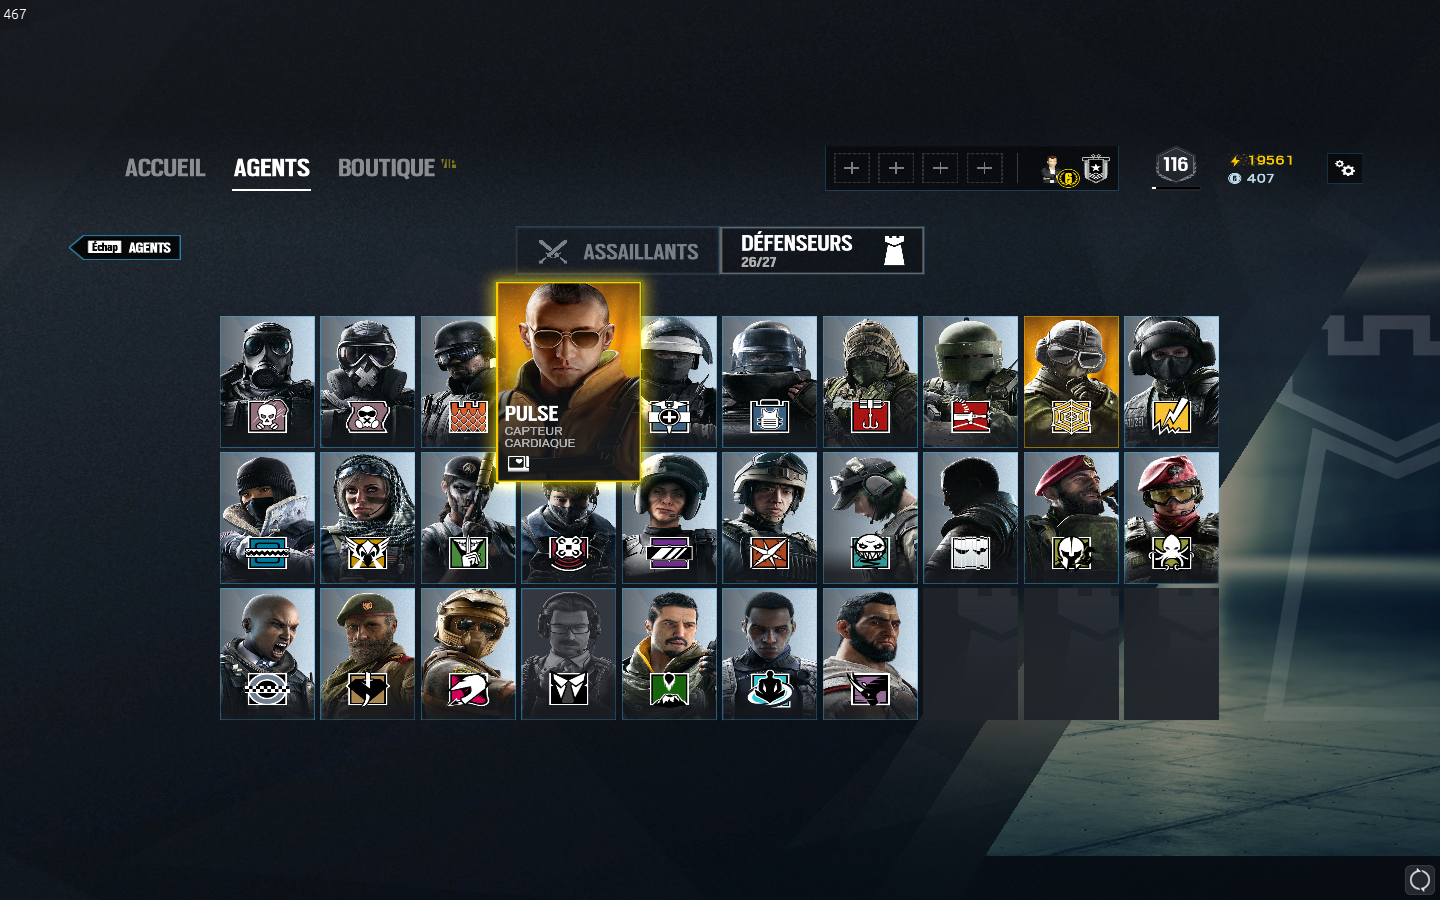 467
ACCUEIL
AGENTS
BOUTIQUE
116
19561
407
Échap AGENTS
ASSAILLANTS
DÉFENSEURS
26/27
PULSE
CAPTEUR
CARDIAQUE